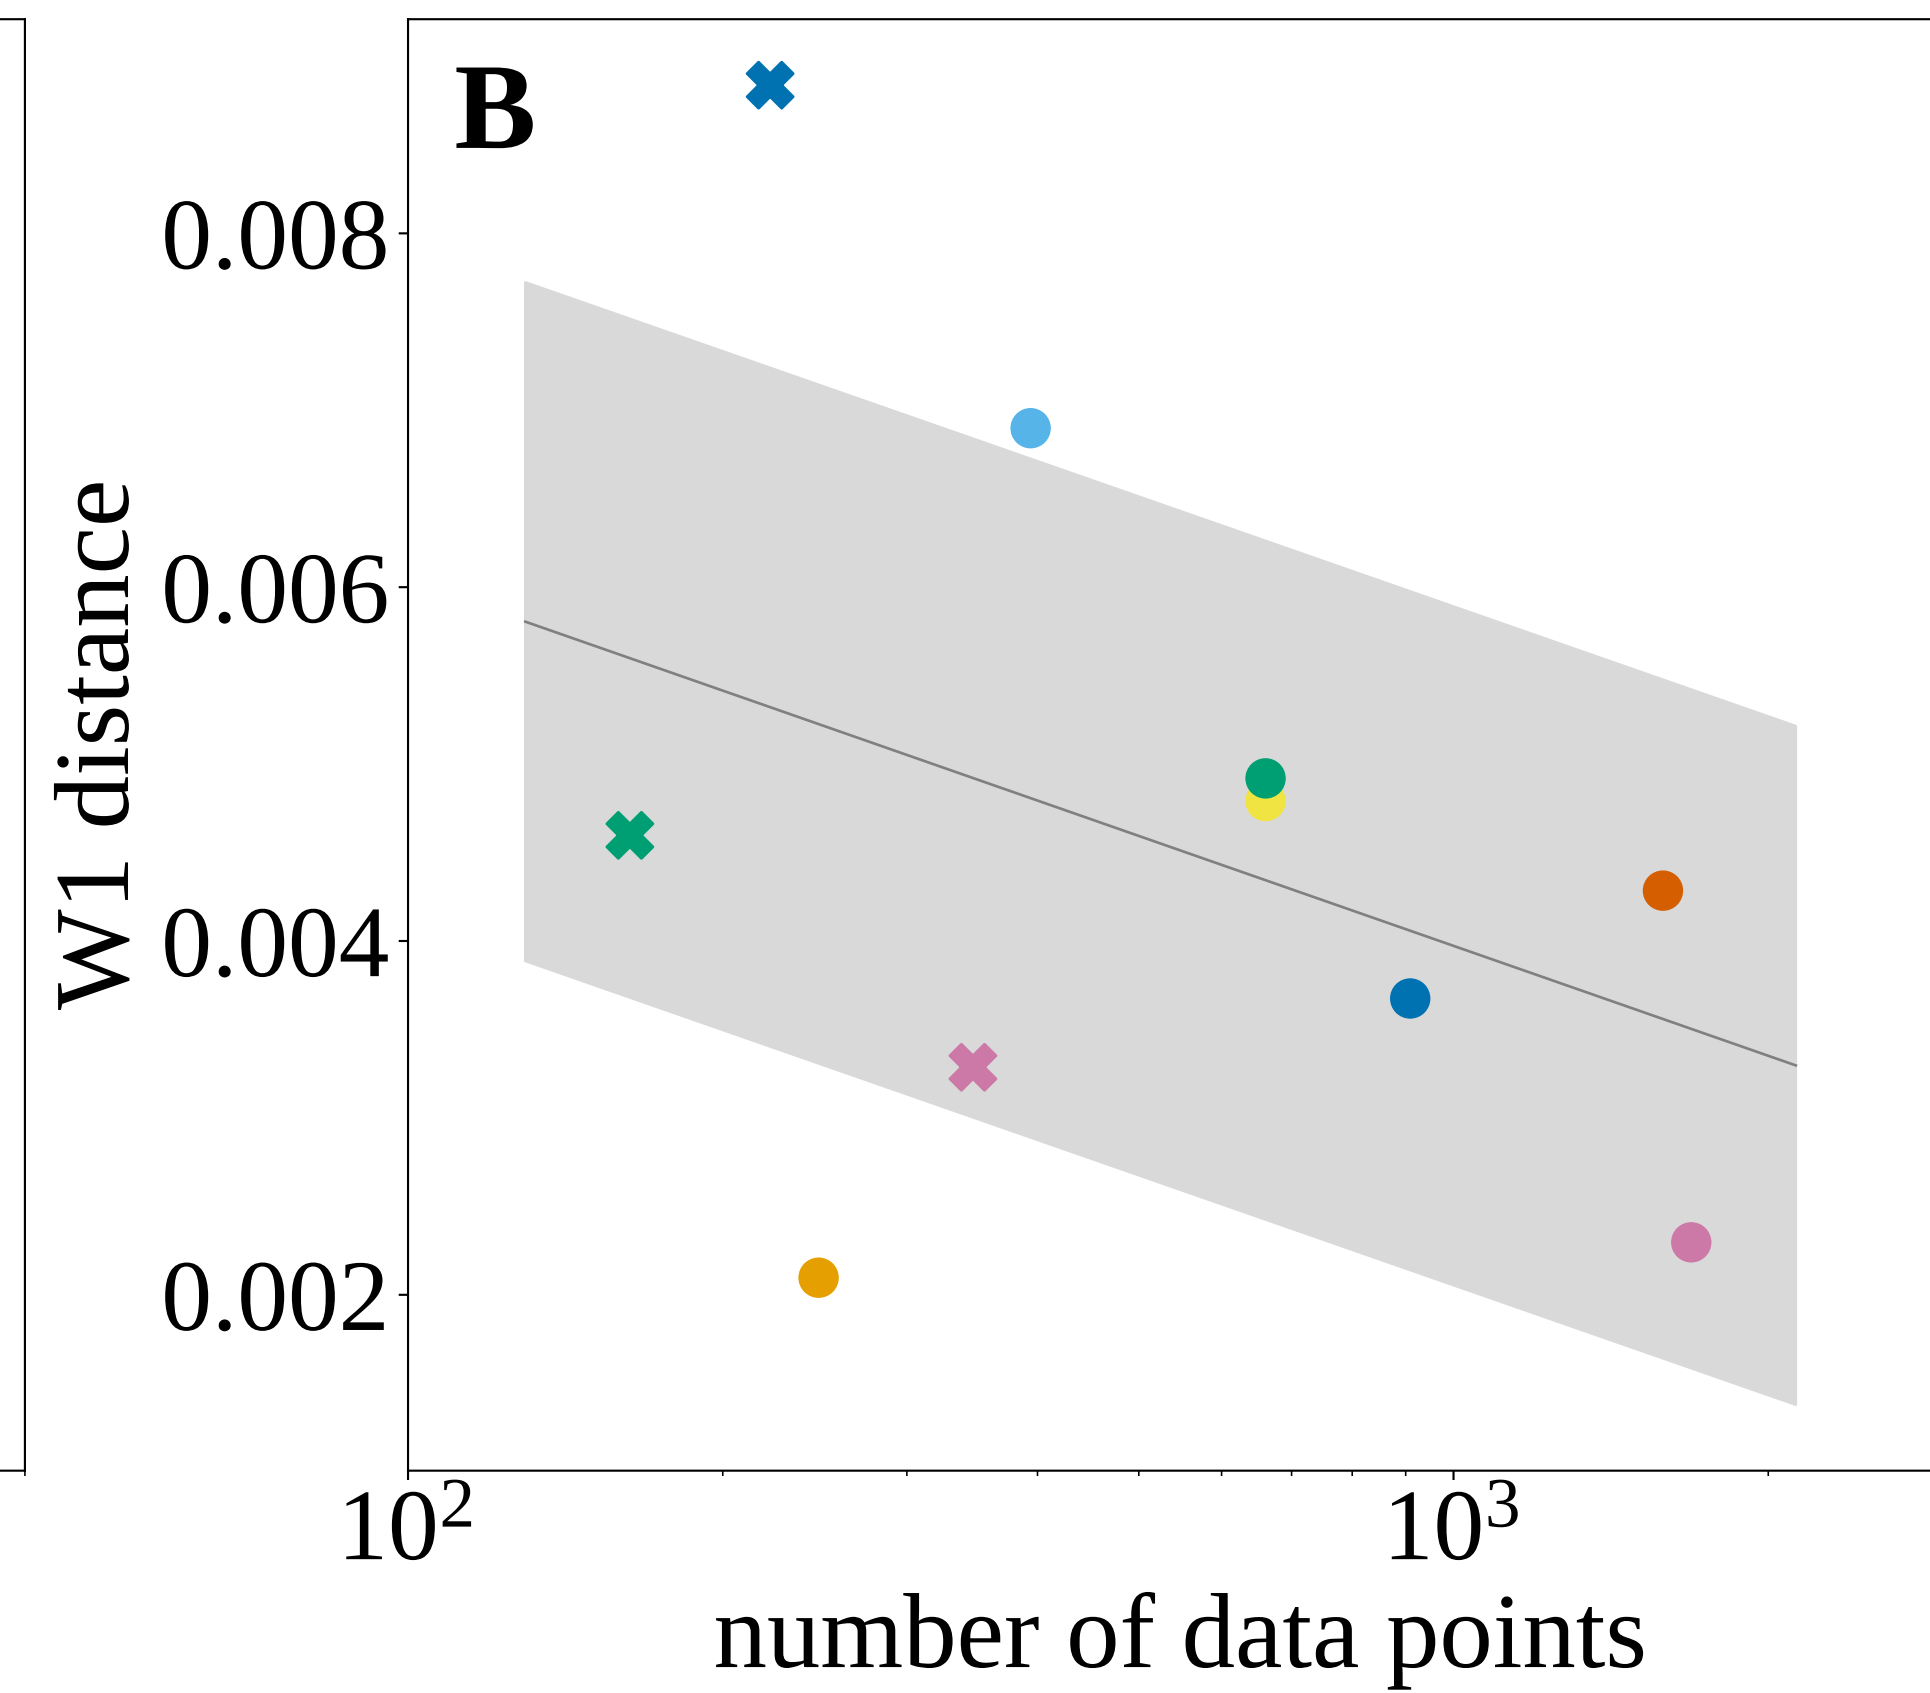 B
0.008
0.006
0.004
0.002
W1 distance
10²
10³
number of data points